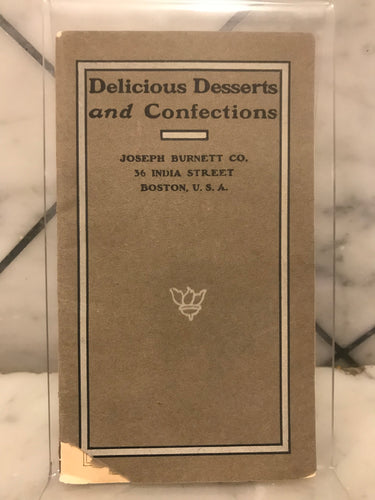 Delicious Desserts
and Confections
JOSEPH BURNETT CO.
36 INDIA STREET
BOSTON, U. S. A.